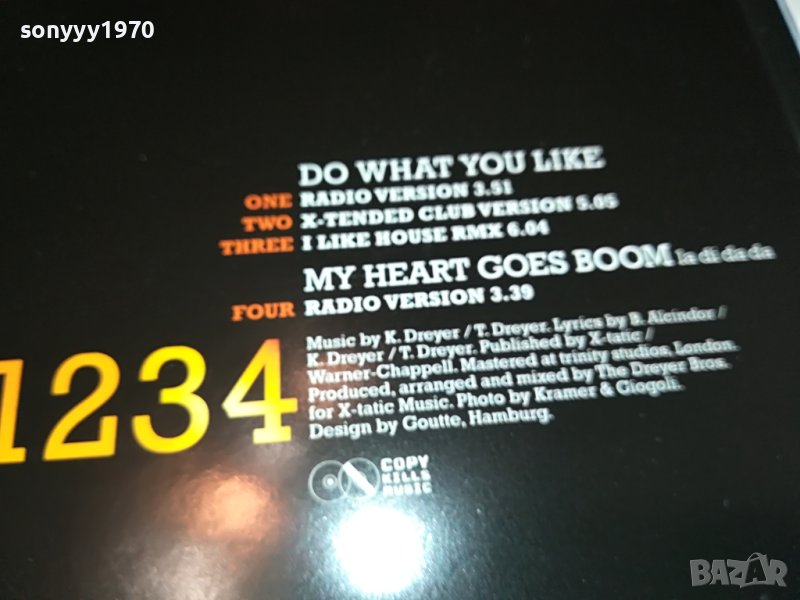 sonyyy1970
DO WHAT YOU LIKE
ONE RADIO VERSION 3.51
TWO X-TENDED CLUB VERSION 5.05
THREE I LIKE HOUSE RMX 6.04
MY HEART GOES BOOM la di da da
FOUR RADIO VERSION 3.39
1234
Music by K. Dreyer / T. Dreyer. Lyrics by B. Alcindor /
K. Dreyer / T. Dreyer. Published by X-tatic /
Warner-Chappell. Mastered at trinity studios, London.
Produced, arranged and mixed by The Dreyer Bros.
for X-tatic Music. Photo by Kramer & Giogoli.
Design by Goutte, Hamburg.
COPY
KILLS
MUSIC
BAZAR